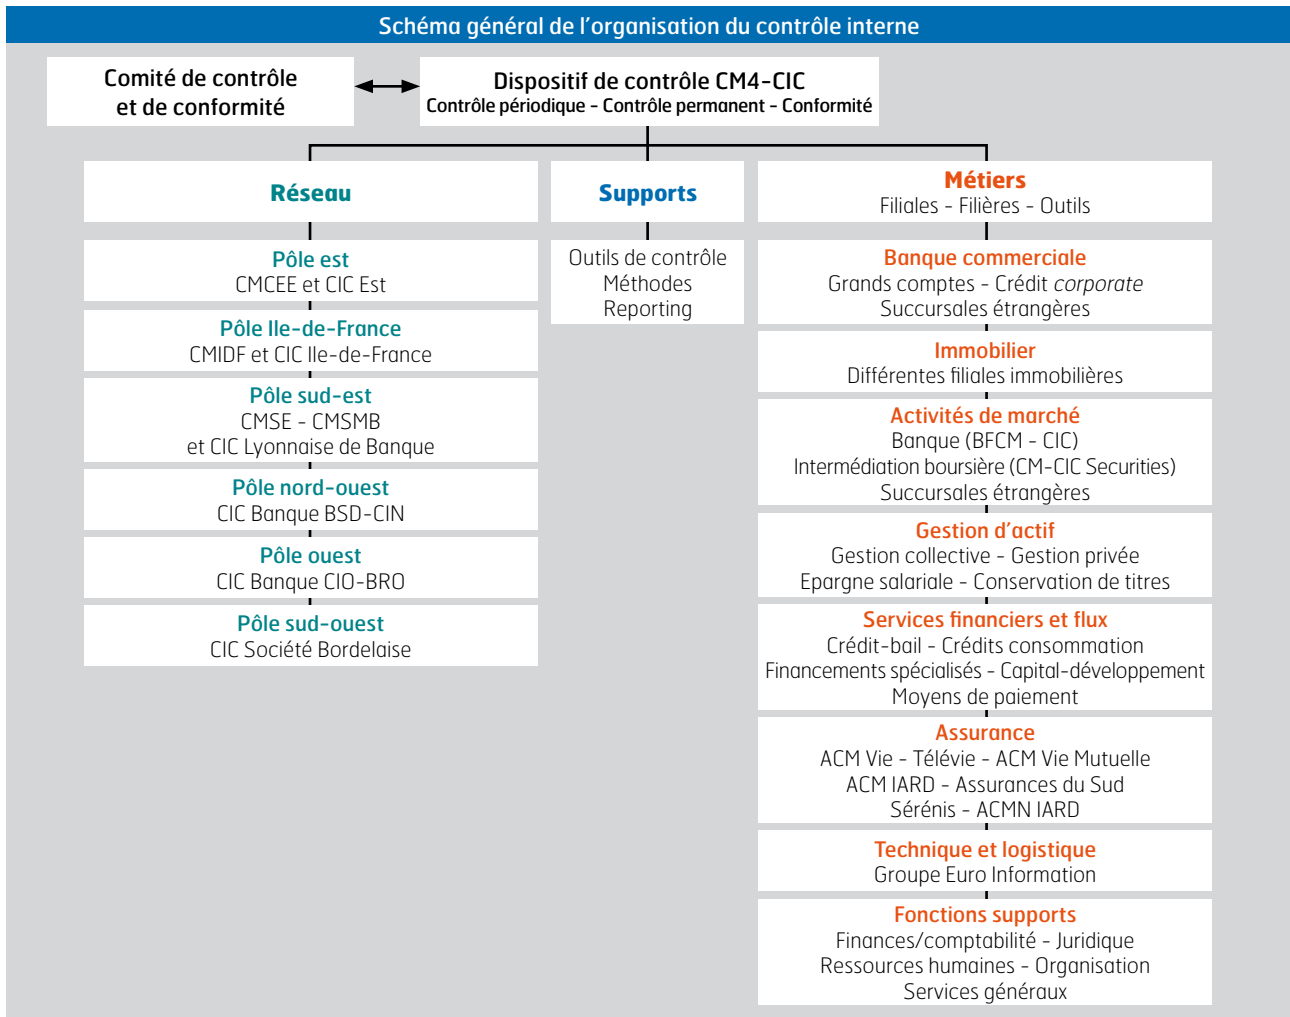 Schéma général de l'organisation du contrôle interne
Comité de contrôle
et de conformité
Dispositif de contrôle CM4-CIC
Contrôle périodique - Contrôle permanent - Conformité
Réseau
Pôle est
CMCEE et CIC Est
Pôle Ile-de-France
CMIDF et CIC Ile-de-France
Pôle sud-est
CMSE - CMSMB
et CIC Lyonnaise de Banque
Pôle nord-ouest
CIC Banque BSD-CIN
Pôle ouest
CIC Banque CIO-BRO
Pôle sud-ouest
CIC Société Bordelaise
Supports
Outils de contrôle
Méthodes
Reporting
Métiers
Filiales - Filières - Outils
Banque commerciale
Grands comptes - Crédit corporate
Succursales étrangères
Immobilier
Différentes filiales immobilières
Activités de marché
Banque (BFCM - CIC)
Intermédiation boursière (CM-CIC Securities)
Succursales étrangères
Gestion d'actif
Gestion collective - Gestion privée
Epargne salariale - Conservation de titres
Services financiers et flux
Crédit-bail - Crédits consommation
Financements spécialisés - Capital-développement
Moyens de paiement
Assurance
ACM Vie - Télévie - ACM Vie Mutuelle
ACM IARD - Assurances du Sud
Sérénis - ACMN IARD
Technique et logistique
Groupe Euro Information
Fonctions supports
Finances/comptabilité - Juridique
Ressources humaines - Organisation
Services généraux